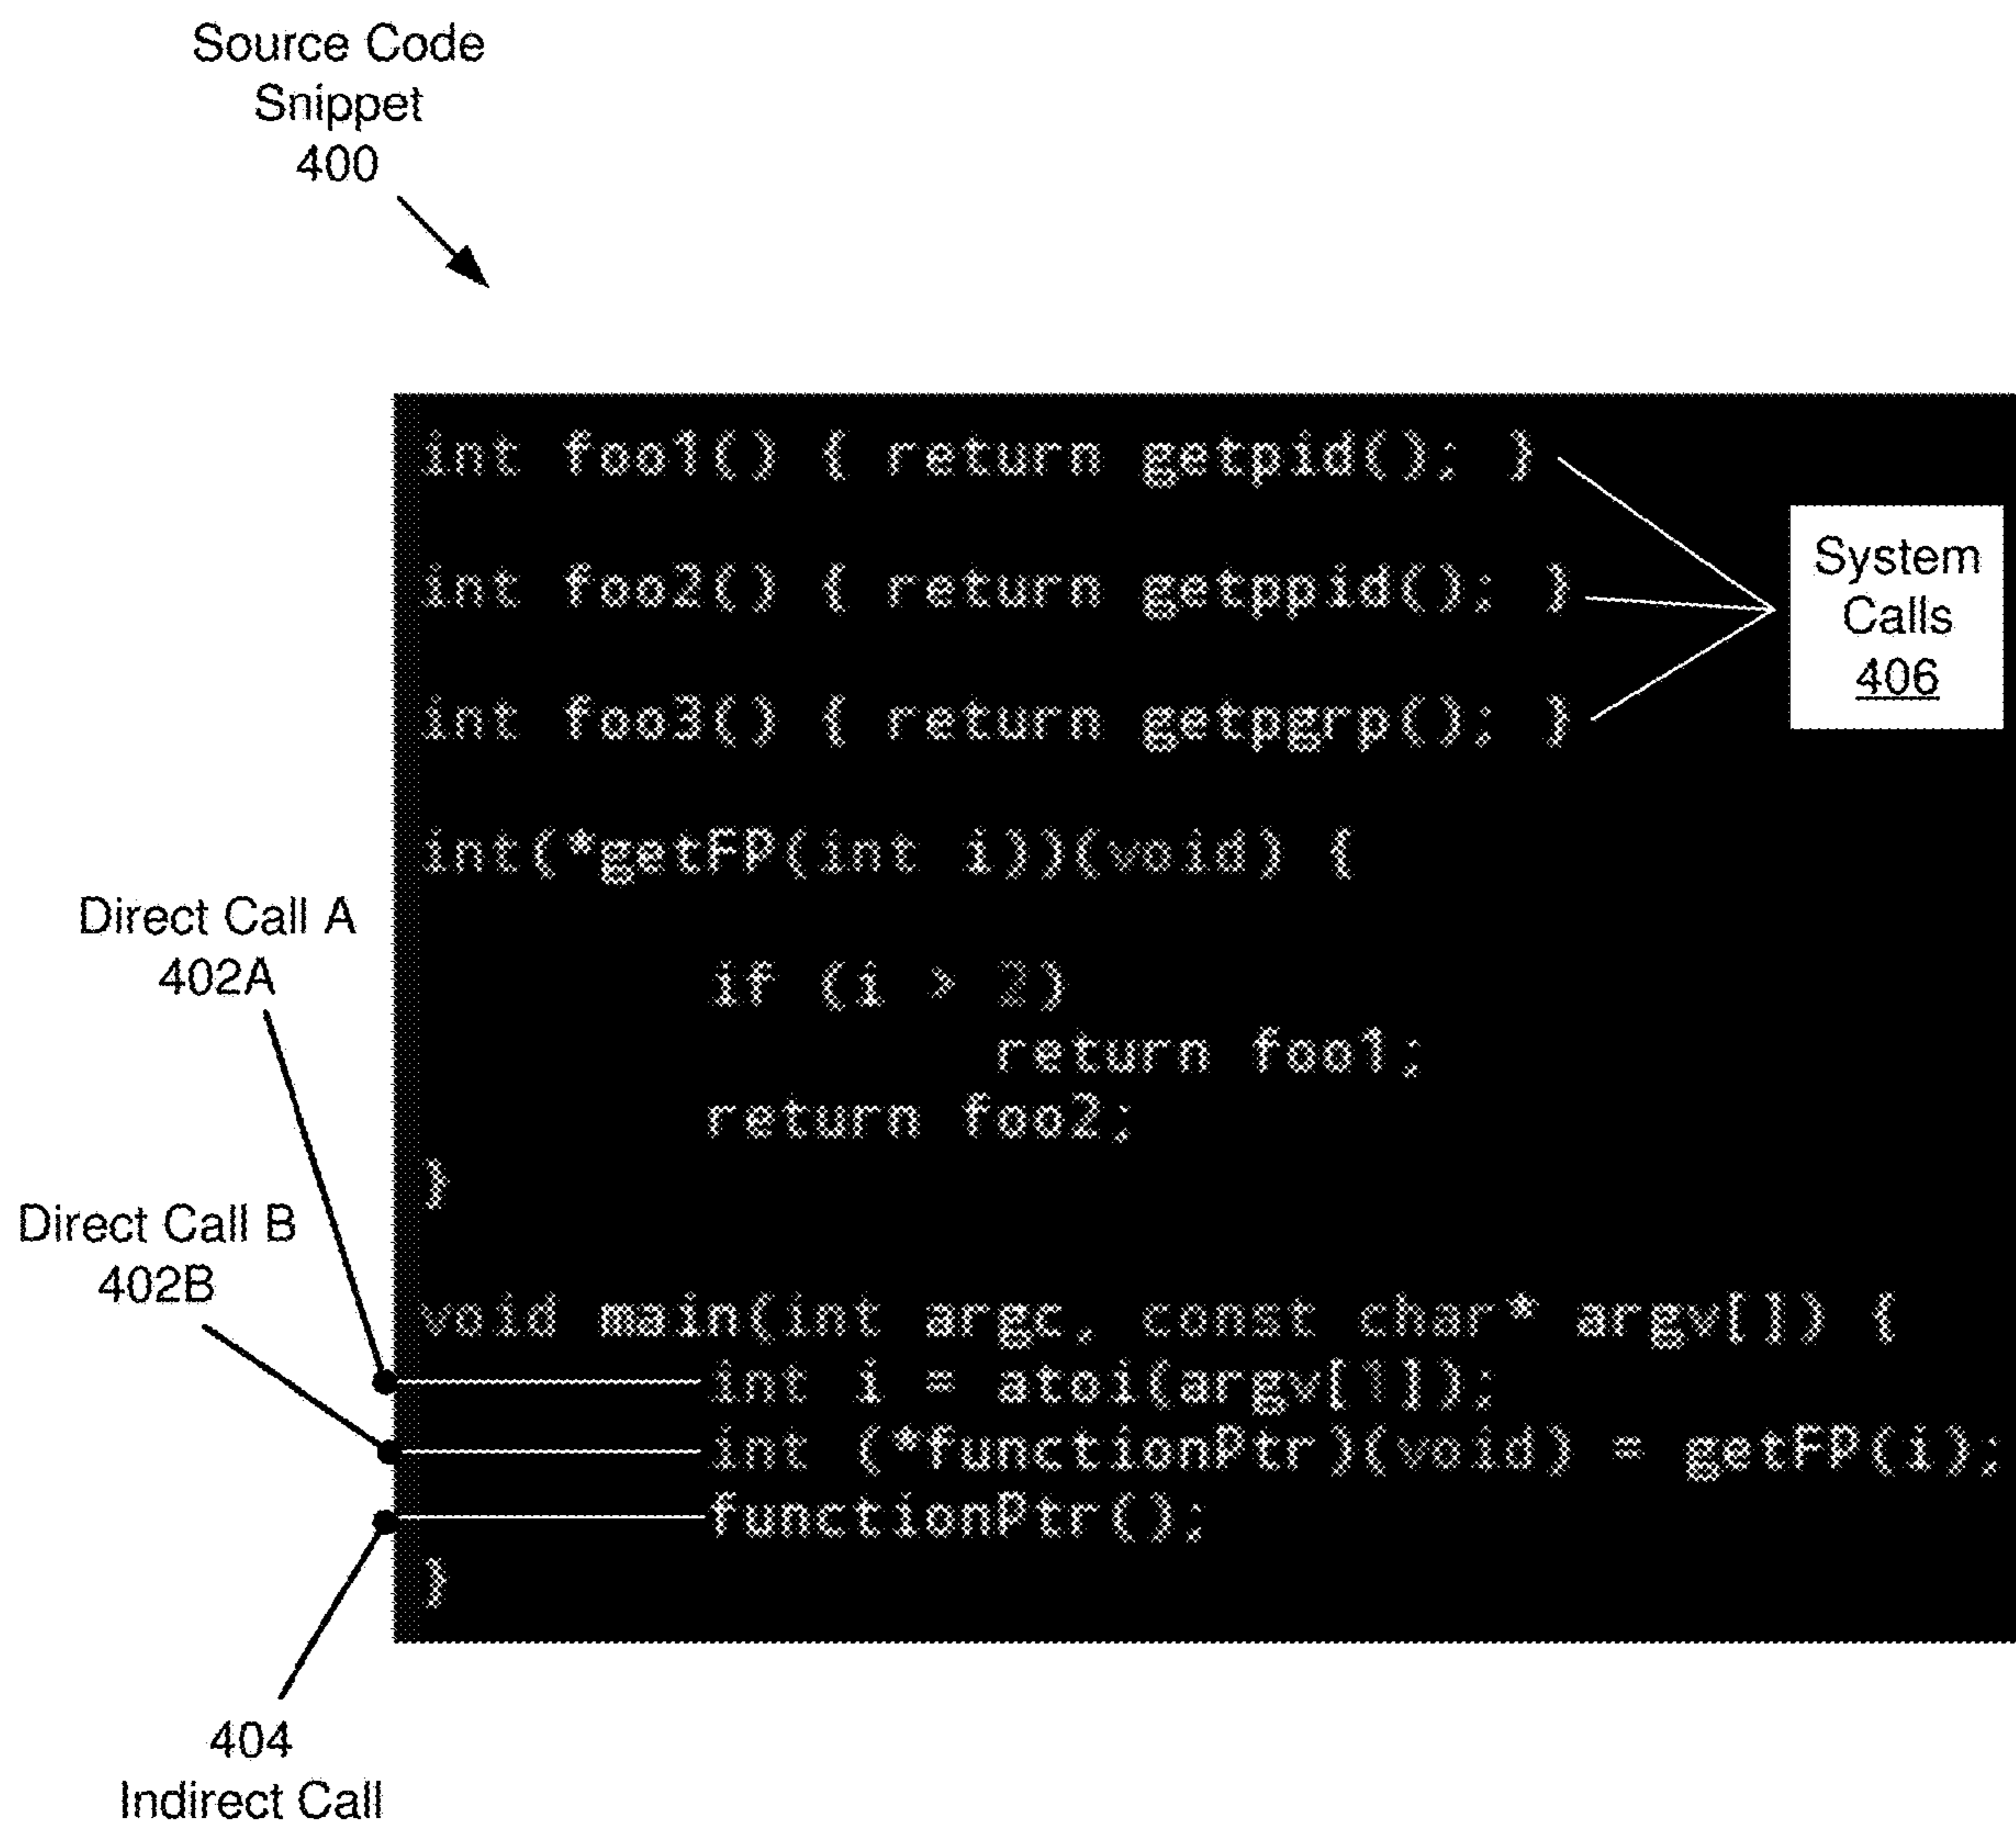 Source Code
Snippet
400
int foo1() { return getpid(); }
int foo2() { return getppid(); }
int foo3() { return getpgrp(); }
System
Calls
406
int(*getFP(int i))(void) {
if (i > 2)
return foo1;
return foo2;
}
Direct Call A
402A
Direct Call B
402B
void main(int argc, const char* argv[]) {
int i = atoi(argv[1]);
int (*functionPtr)(void) = getFP(i);
functionPtr();
}
404
Indirect Call